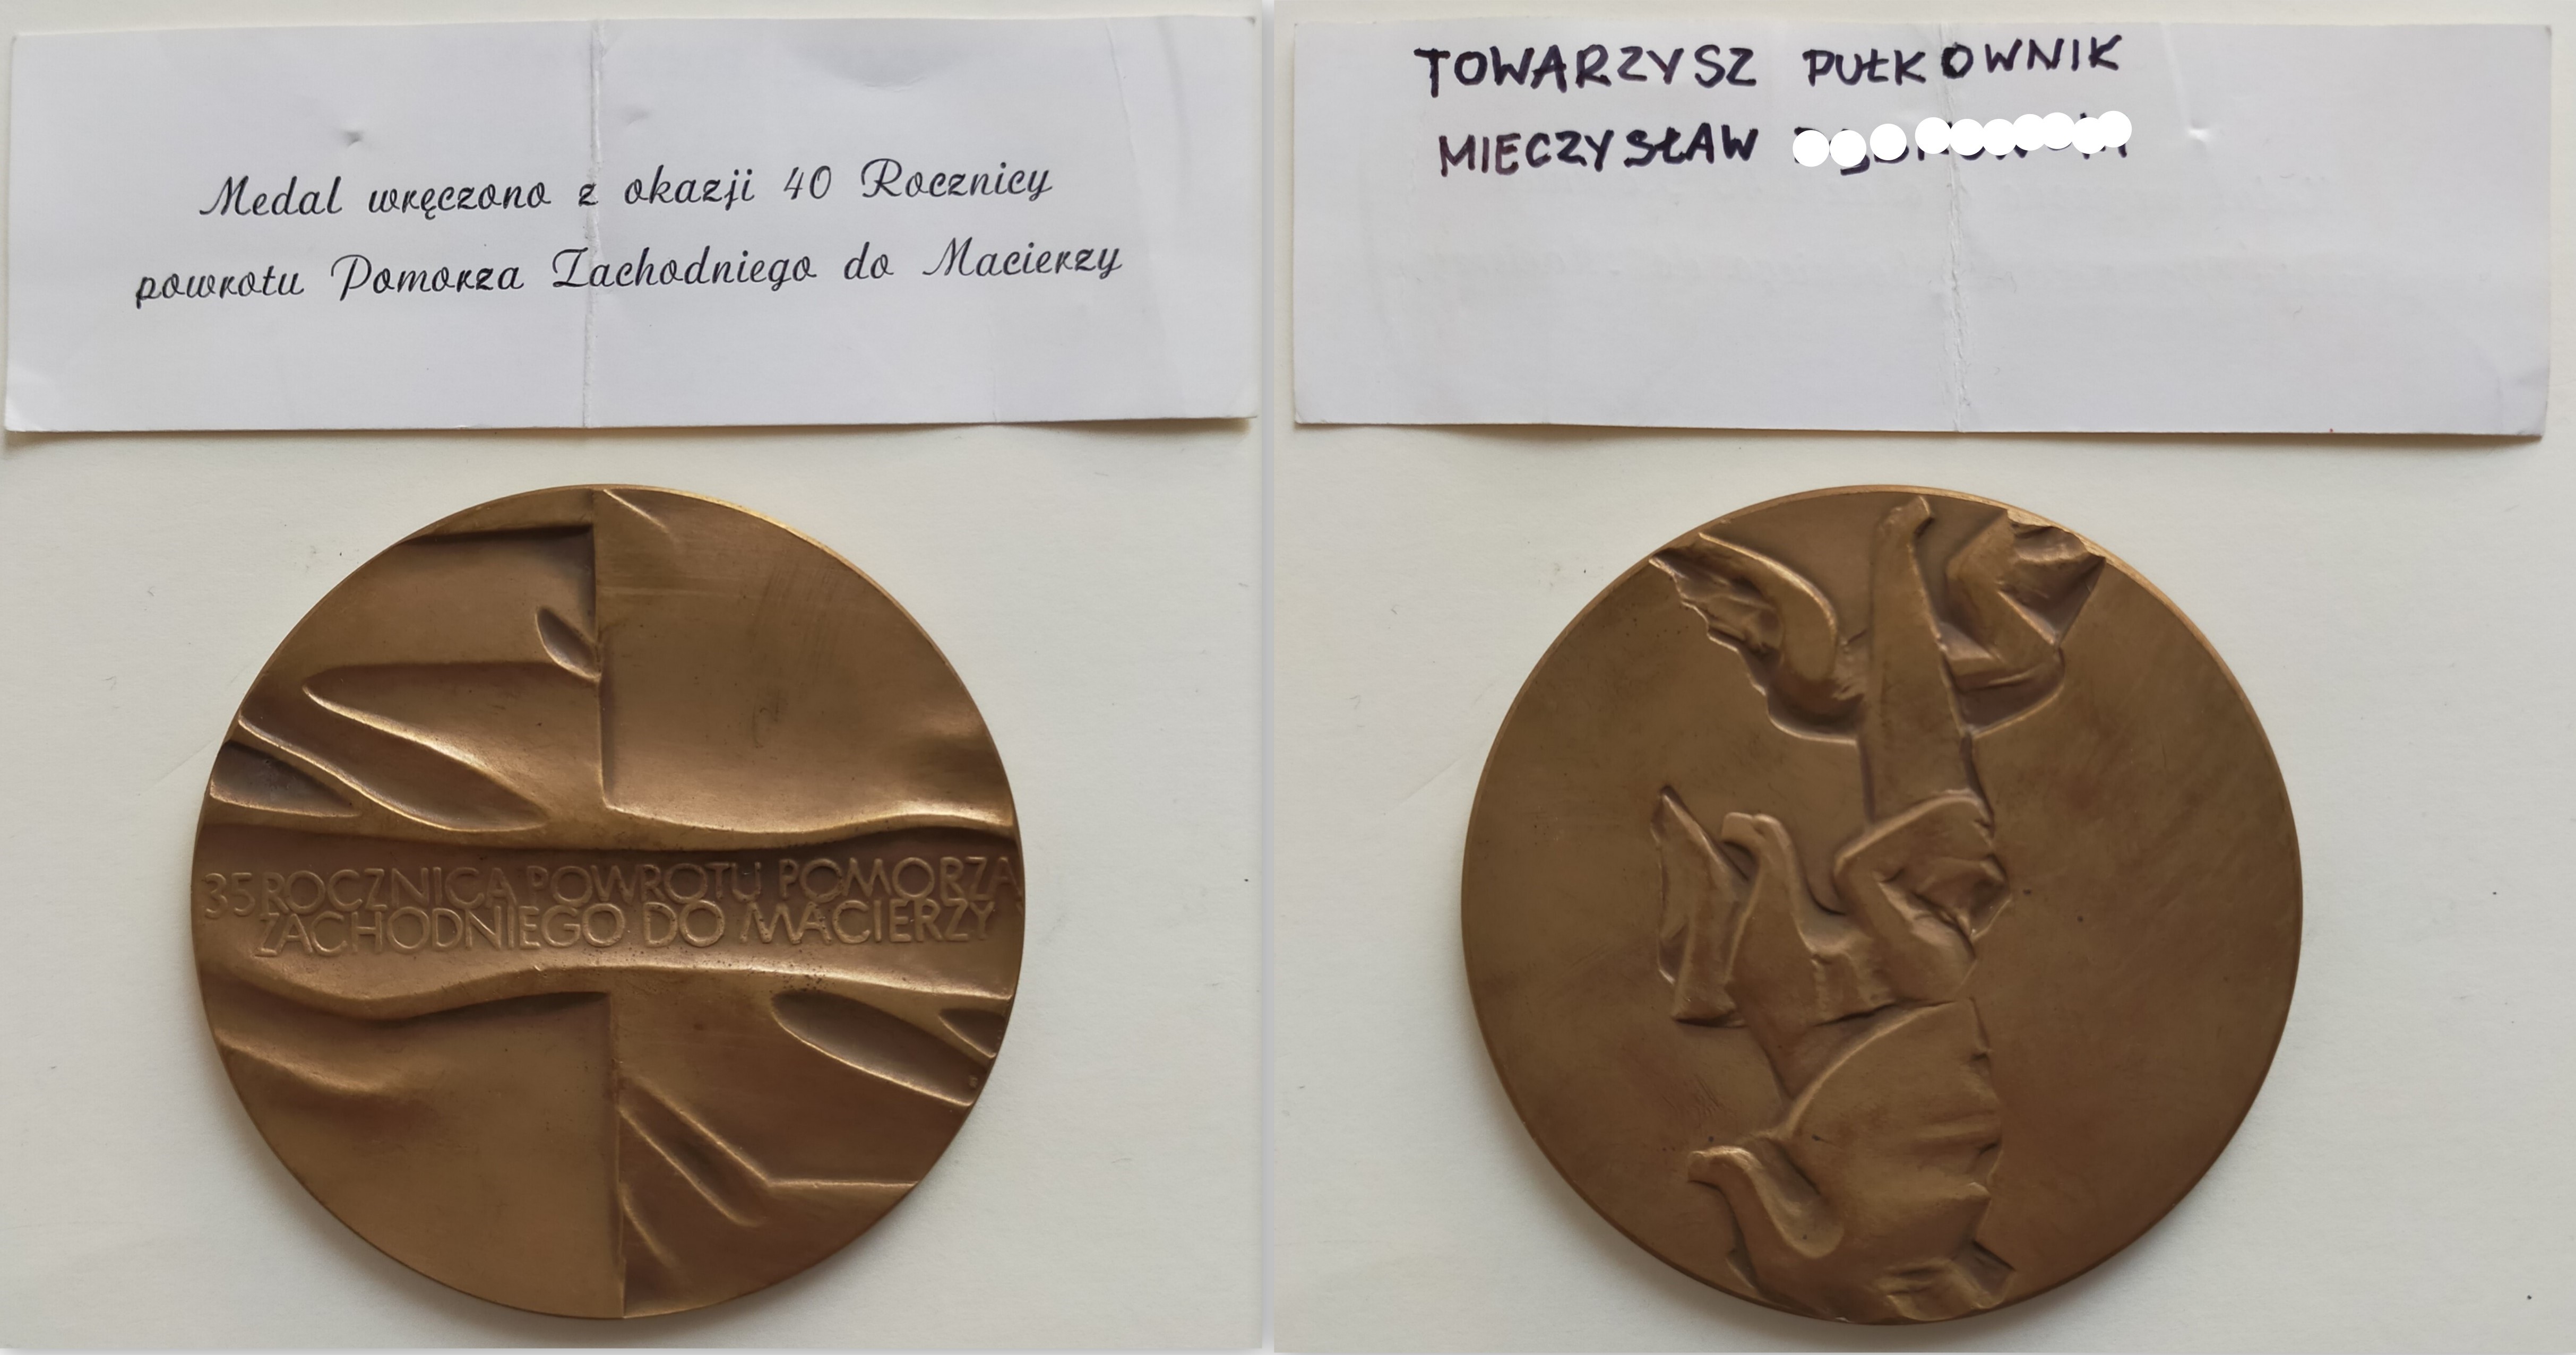 Medal wręczono z okazji 40 Rocznicy
powrotu Pomorza Zachodniego do Macierzy
35 ROCZNICA POWROTU POMORZA
ZACHODNIEGO DO MACIERZY
TOWARZYSZ PUŁKOWNIK
MIECZYSŁAW